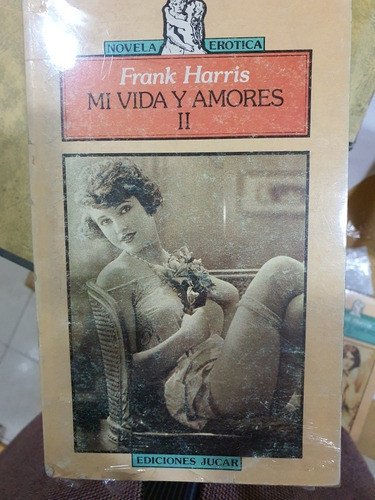 NOVELA EROTICA
Frank Harris
MI VIDA Y AMORES
II
EDICIONES JUCAR